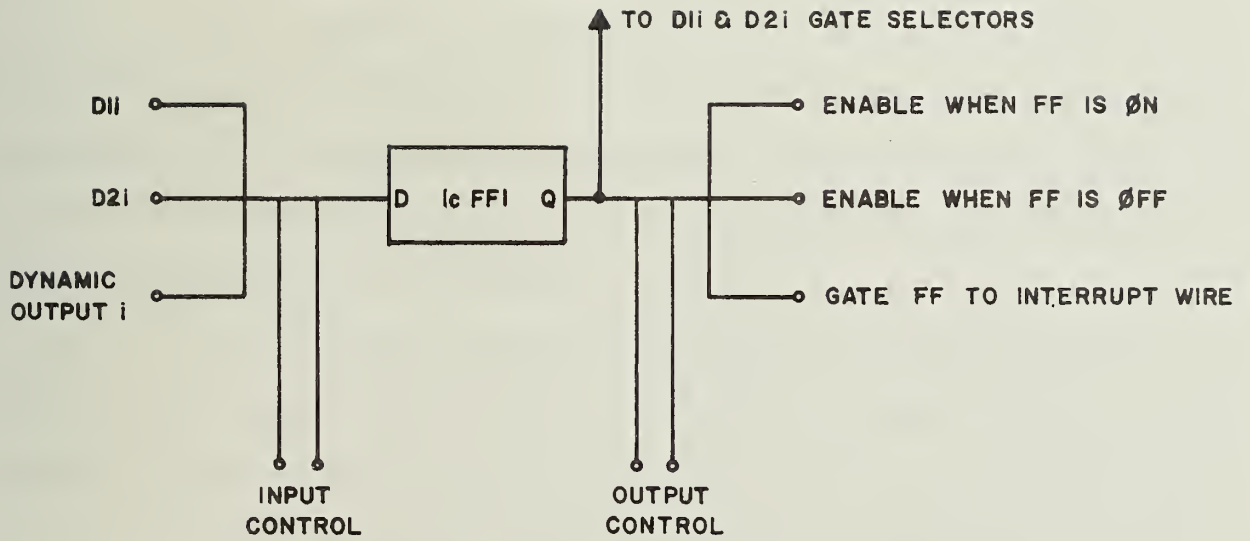 TO D1i & D2i GATE SELECTORS
D1i
ENABLE WHEN FF IS ØN
D2i
D
Ic FF1
Q
ENABLE WHEN FF IS ØFF
DYNAMIC
OUTPUT i
GATE FF TO INTERRUPT WIRE
INPUT
CONTROL
OUTPUT
CONTROL